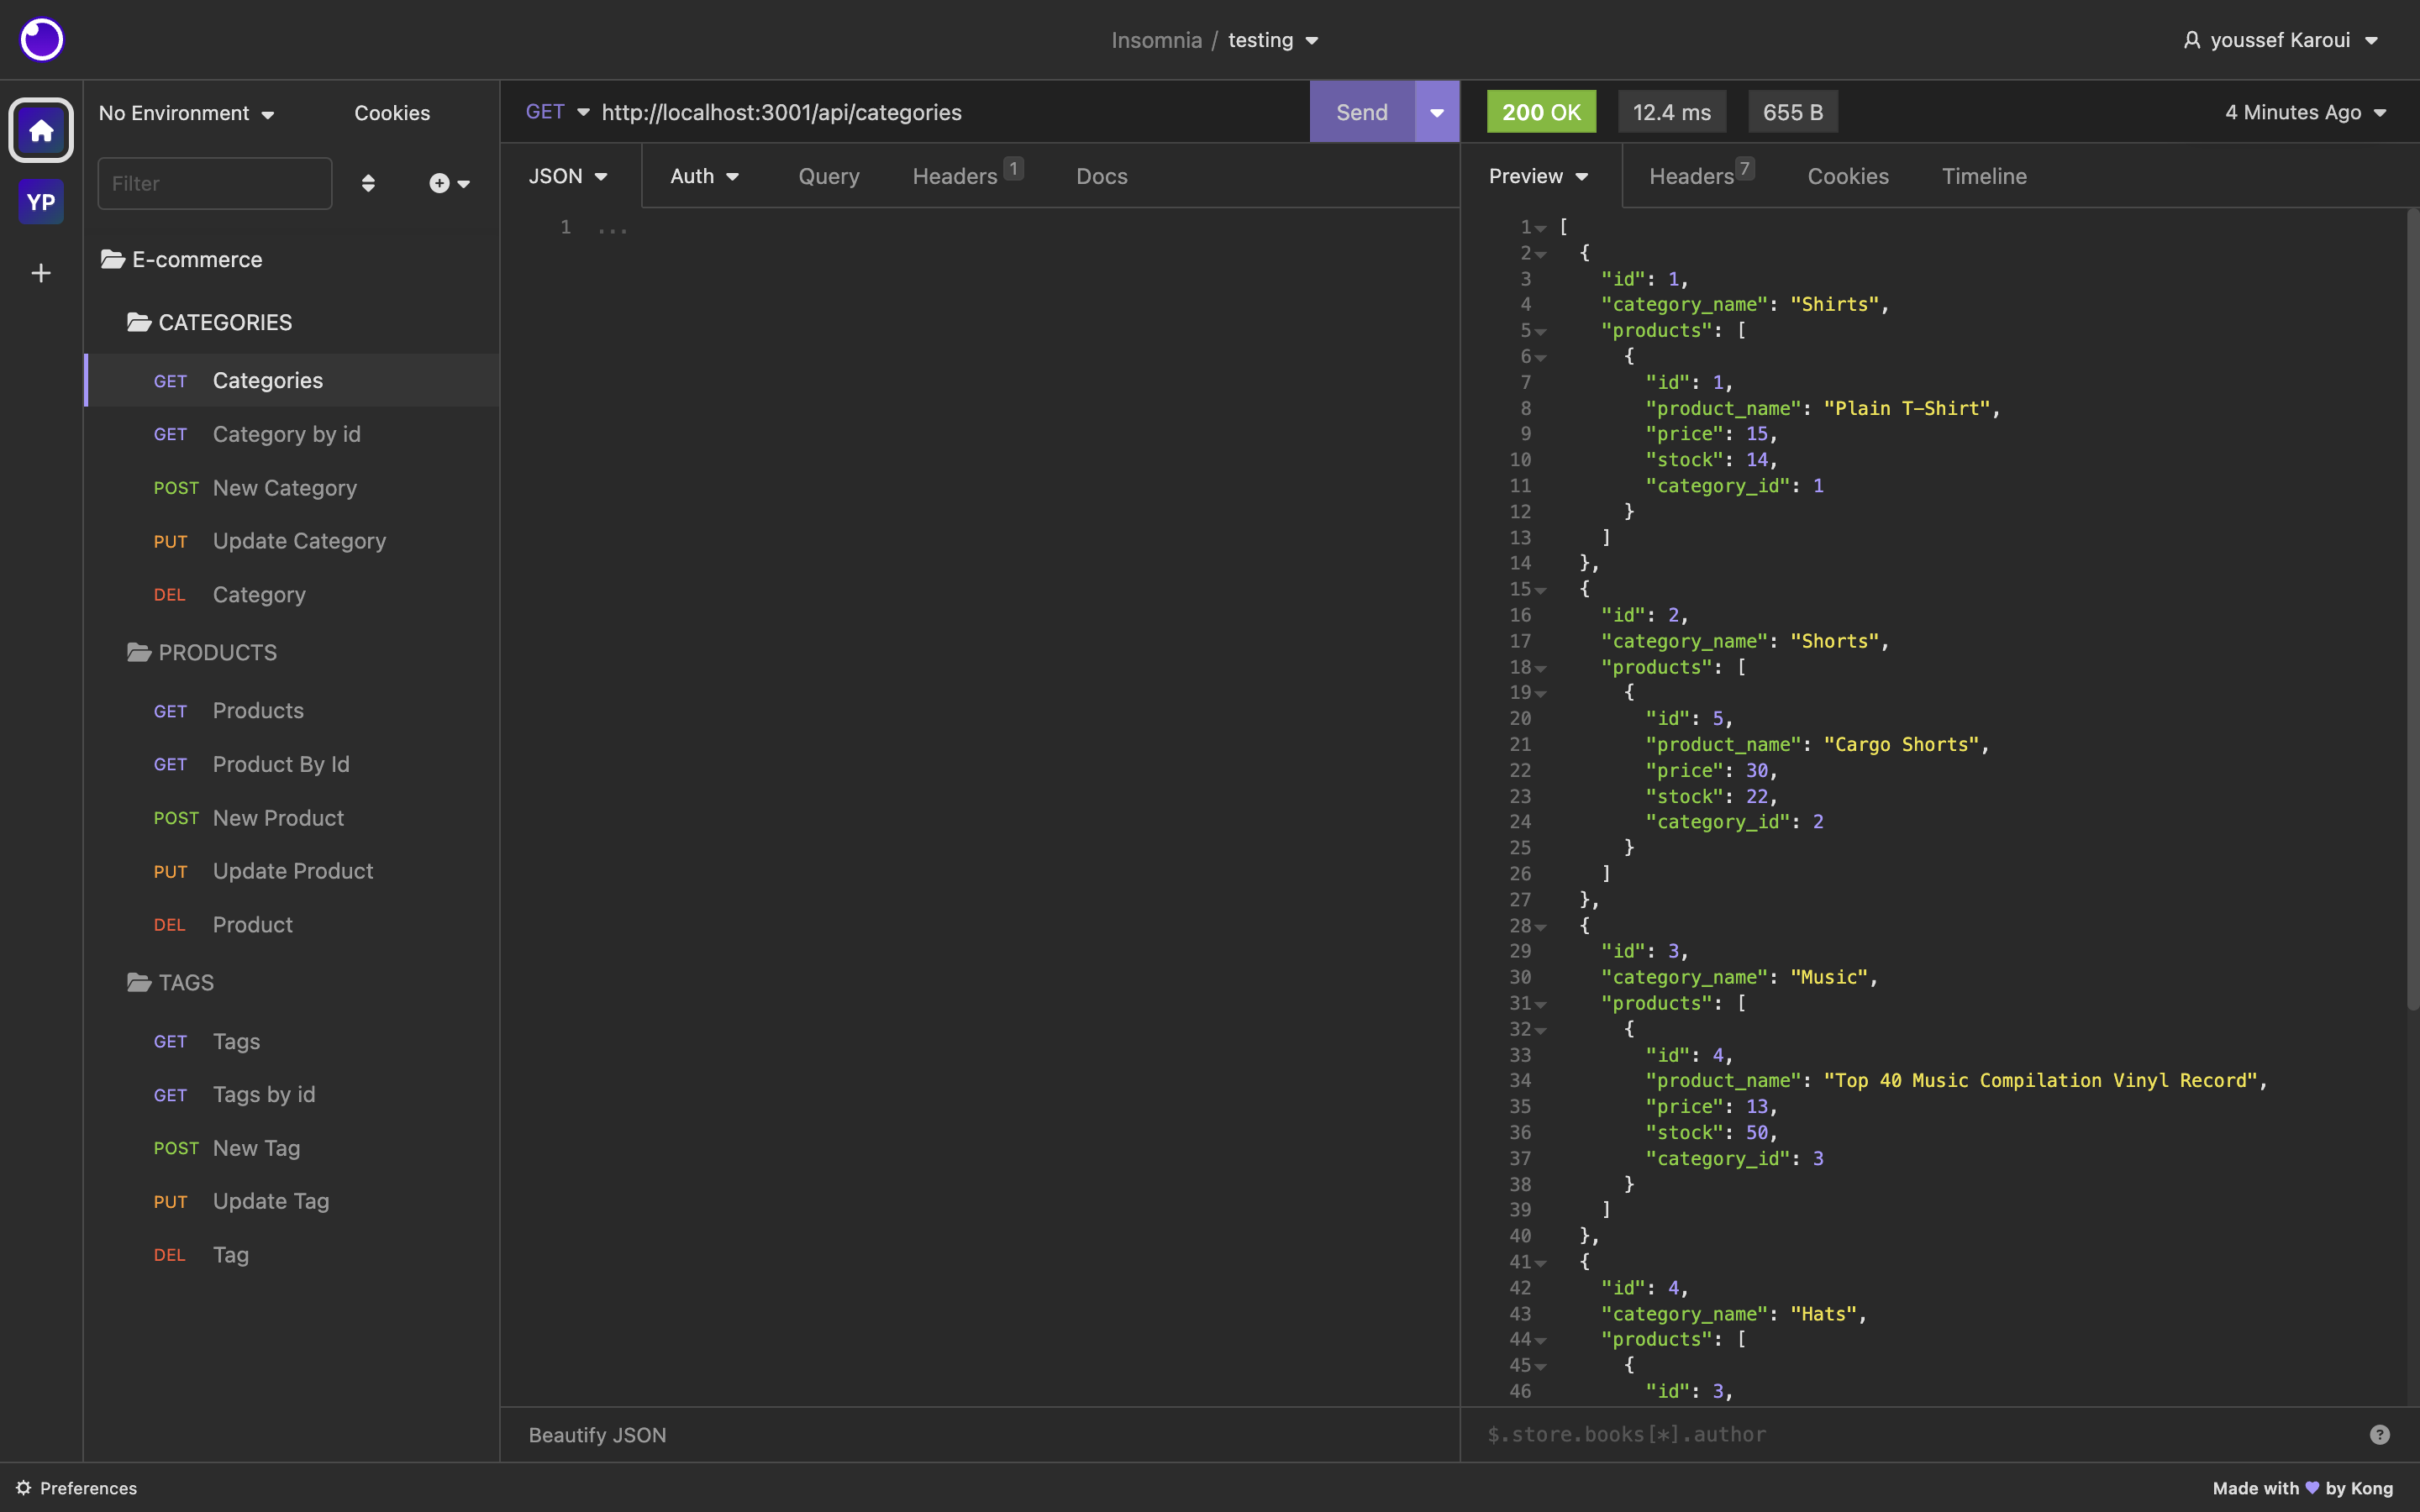 Insomnia / testing
youssef Karoui
YP
No Environment
Cookies
Filter
E-commerce
CATEGORIES
GET Categories
GET Category by id
POST New Category
PUT Update Category
DEL Category
PRODUCTS
GET Products
GET Product By Id
POST New Product
PUT Update Product
DEL Product
TAGS
GET Tags
GET Tags by id
POST New Tag
PUT Update Tag
DEL Tag
GET http://localhost:3001/api/categories
Send
JSON Auth Query Headers 1 Docs
1 ...
Beautify JSON
200 OK 12.4 ms 655 B 4 Minutes Ago
Preview Headers 7 Cookies Timeline
1 [
2 {
3 "id": 1,
4 "category_name": "Shirts",
5 "products": [
6 {
7 "id": 1,
8 "product_name": "Plain T-Shirt",
9 "price": 15,
10 "stock": 14,
11 "category_id": 1
12 }
13 ]
14 },
15 {
16 "id": 2,
17 "category_name": "Shorts",
18 "products": [
19 {
20 "id": 5,
21 "product_name": "Cargo Shorts",
22 "price": 30,
23 "stock": 22,
24 "category_id": 2
25 }
26 ]
27 },
28 {
29 "id": 3,
30 "category_name": "Music",
31 "products": [
32 {
33 "id": 4,
34 "product_name": "Top 40 Music Compilation Vinyl Record",
35 "price": 13,
36 "stock": 50,
37 "category_id": 3
38 }
39 ]
40 },
41 {
42 "id": 4,
43 "category_name": "Hats",
44 "products": [
45 {
46 "id": 3,
$.store.books[*].author
?
Preferences
Made with 💜 by Kong